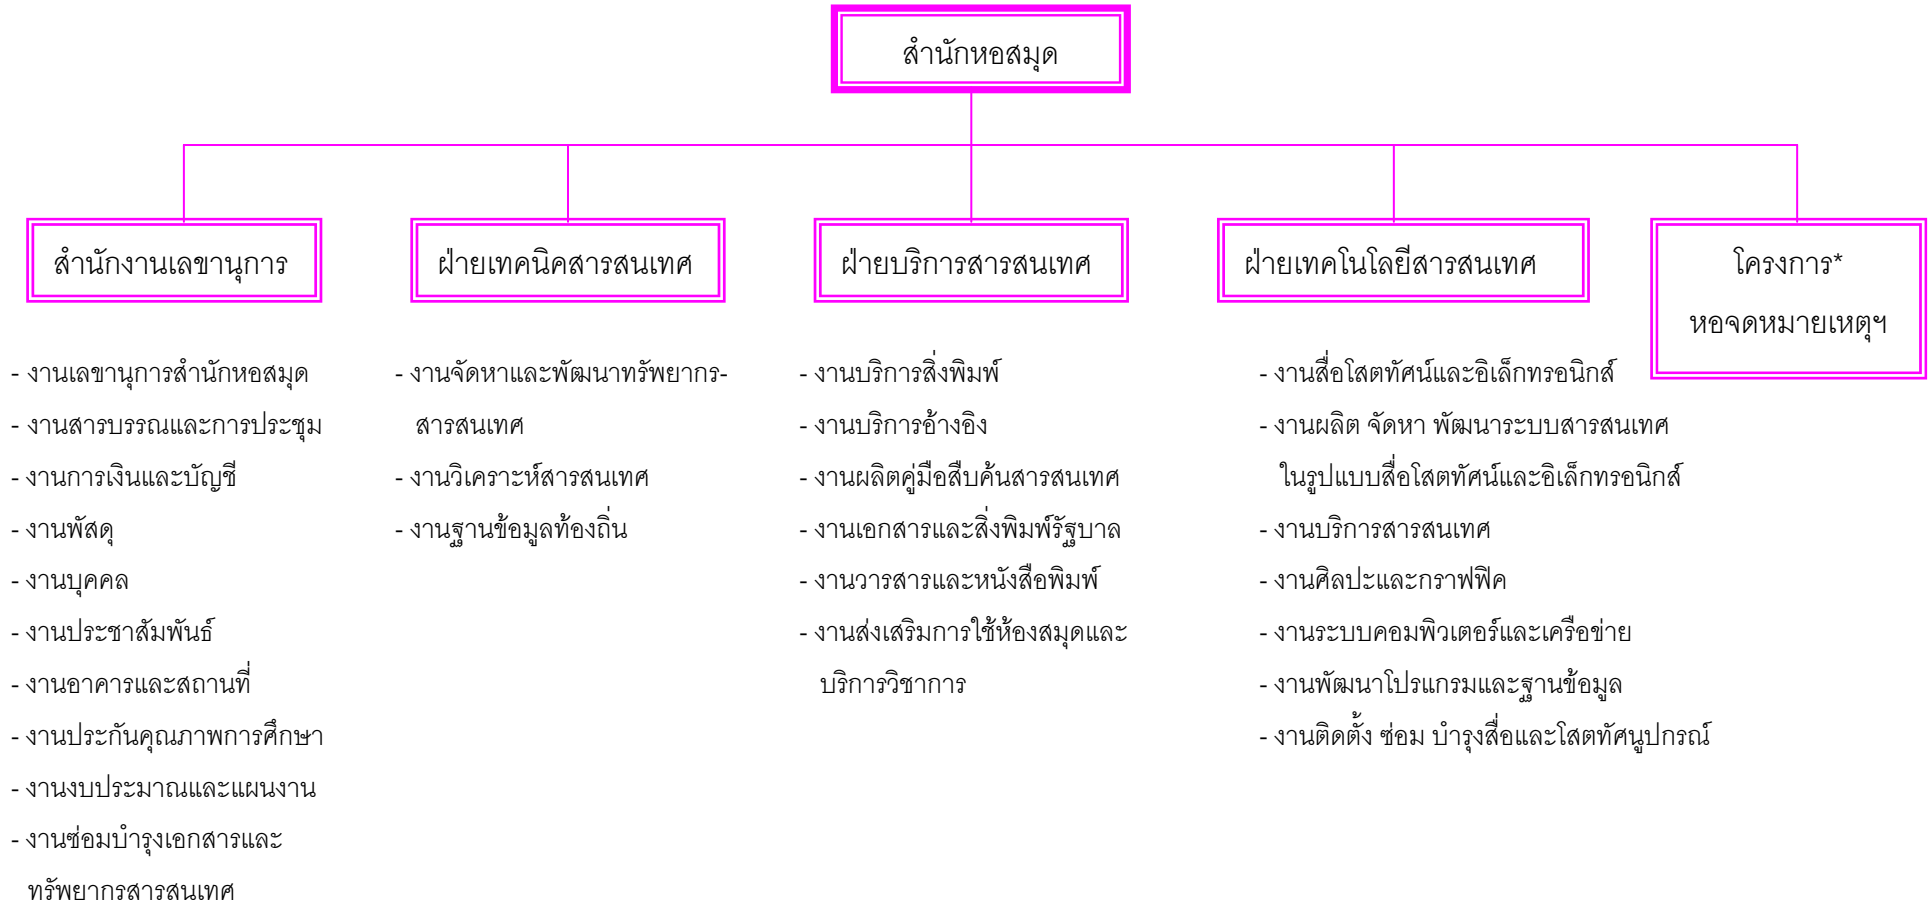 สำนักหอสมุด
สำนักงานเลขานุการ
- งานเลขานุการสำนักหอสมุด
- งานสารบรรณและการประชุม
- งานการเงินและบัญชี
- งานพัสดุ
- งานบุคคล
- งานประชาสัมพันธ์
- งานอาคารและสถานที่
- งานประกันคุณภาพการศึกษา
- งานงบประมาณและแผนงาน
- งานซ่อมบำรุงเอกสารและ
ทรัพยากรสารสนเทศ
ฝ่ายเทคนิคสารสนเทศ
- งานจัดหาและพัฒนาทรัพยากร-
สารสนเทศ
- งานวิเคราะห์สารสนเทศ
- งานฐานข้อมูลท้องถิ่น
ฝ่ายบริการสารสนเทศ
- งานบริการสิ่งพิมพ์
- งานบริการอ้างอิง
- งานผลิตคู่มือสืบค้นสารสนเทศ
- งานเอกสารและสิ่งพิมพ์รัฐบาล
- งานวารสารและหนังสือพิมพ์
- งานส่งเสริมการใช้ห้องสมุดและ
บริการวิชาการ
ฝ่ายเทคโนโลยีสารสนเทศ
- งานสื่อโสตทัศน์และอิเล็กทรอนิกส์
- งานผลิต จัดหา พัฒนาระบบสารสนเทศ
ในรูปแบบสื่อโสตทัศน์และอิเล็กทรอนิกส์
- งานบริการสารสนเทศ
- งานศิลปะและกราฟฟิค
- งานระบบคอมพิวเตอร์และเครือข่าย
- งานพัฒนาโปรแกรมและฐานข้อมูล
- งานติดตั้ง ซ่อม บำรุงสื่อและโสตทัศนูปกรณ์
โครงการ*
หอจดหมายเหตุฯ